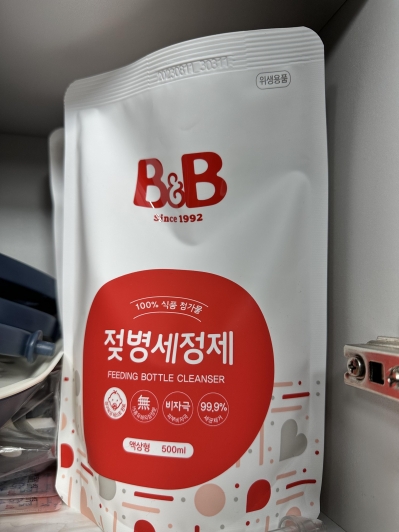 위생용품
B&B
Since 1992
100% 식품 첨가물
젖병세정제
FEEDING BOTTLE CLEANSER
無
비자극
99.9%
액상형 500ml